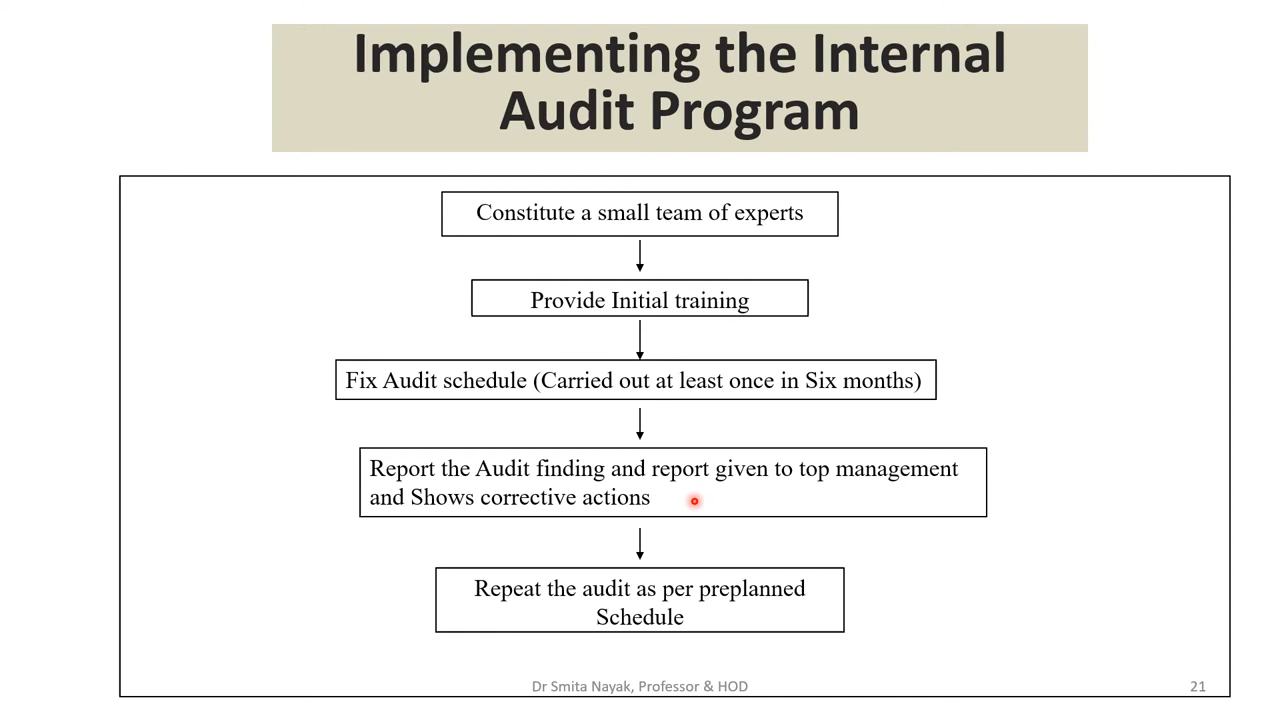 Implementing the Internal
Audit Program
Constitute a small team of experts
Provide Initial training
Fix Audit schedule (Carried out at least once in Six months)
Report the Audit finding and report given to top management
and Shows corrective actions
Repeat the audit as per preplanned
Schedule
Dr Smita Nayak, Professor & HOD
21